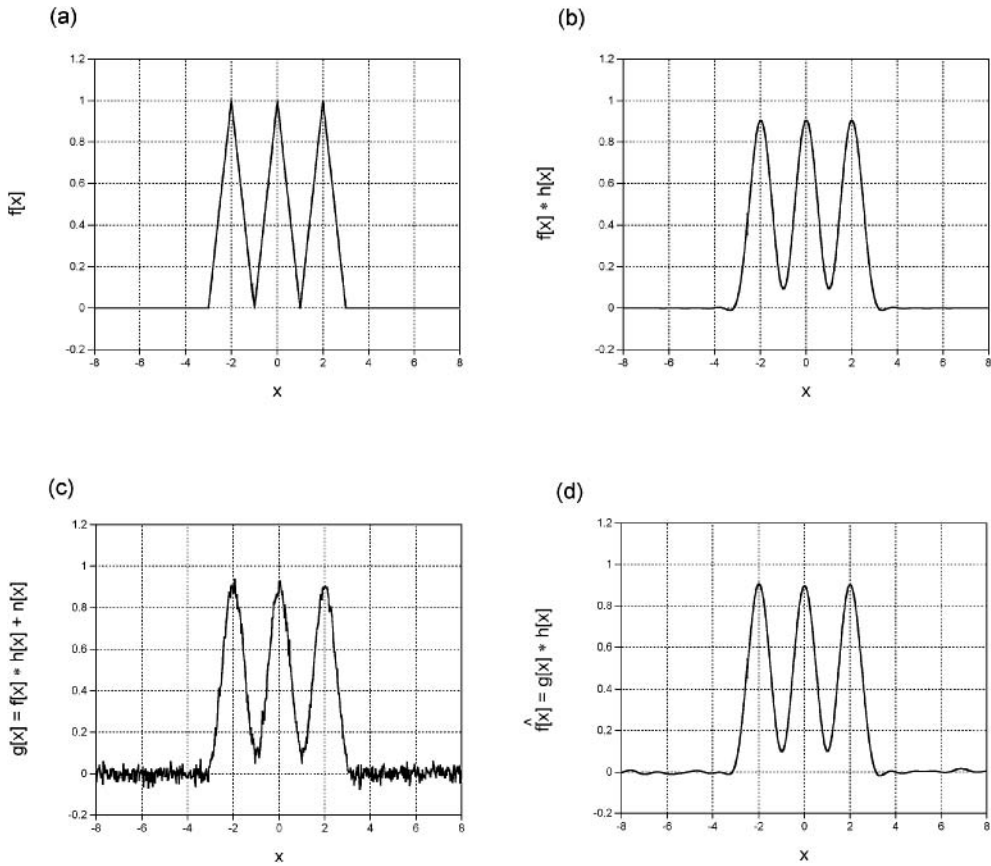 (a)
1.2
1
0.8
0.6
0.4
0.2
0
-0.2
-8 -6 -4 -2 0 2 4 6 8
f[x]
x
(b)
1.2
1
0.8
0.6
0.4
0.2
0
-0.2
-8 -6 -4 -2 0 2 4 6 8
f[x] * h[x]
x
(c)
1.2
1
0.8
0.6
0.4
0.2
0
-0.2
-8 -6 -4 -2 0 2 4 6 8
g[x] = f[x] * h[x] + n[x]
x
(d)
1.2
1
0.8
0.6
0.4
0.2
0
-0.2
-8 -6 -4 -2 0 2 4 6 8
f̂[x] = g[x] * h[x]
x